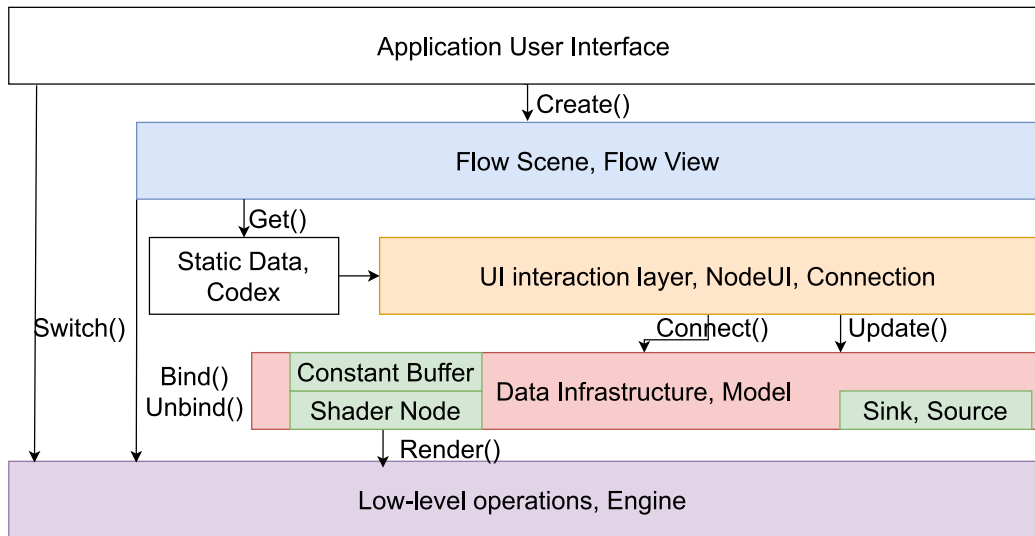 Application User Interface
Create()
Flow Scene, Flow View
Get()
Static Data,
Codex
UI interaction layer, NodeUI, Connection
Switch()
Connect()
Update()
Bind()
Unbind()
Constant Buffer
Shader Node
Data Infrastructure, Model
Sink, Source
Render()
Low-level operations, Engine